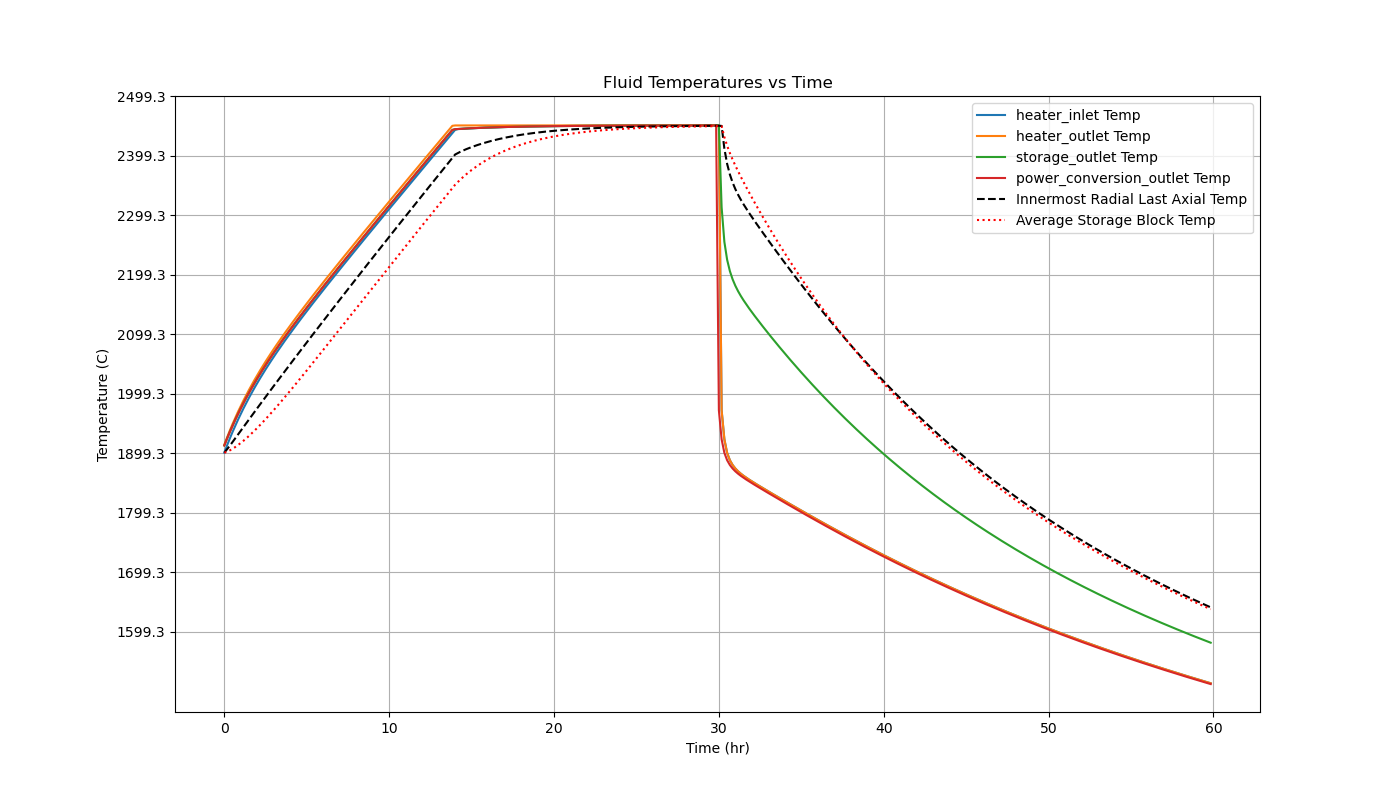 Fluid Temperatures vs Time
2499.3
2399.3
2299.3
2199.3
2099.3
1999.3
1899.3
1799.3
1699.3
1599.3
Temperature (C)
heater_inlet Temp
heater_outlet Temp
storage_outlet Temp
power_conversion_outlet Temp
Innermost Radial Last Axial Temp
Average Storage Block Temp
0
10
20
30
40
50
60
Time (hr)